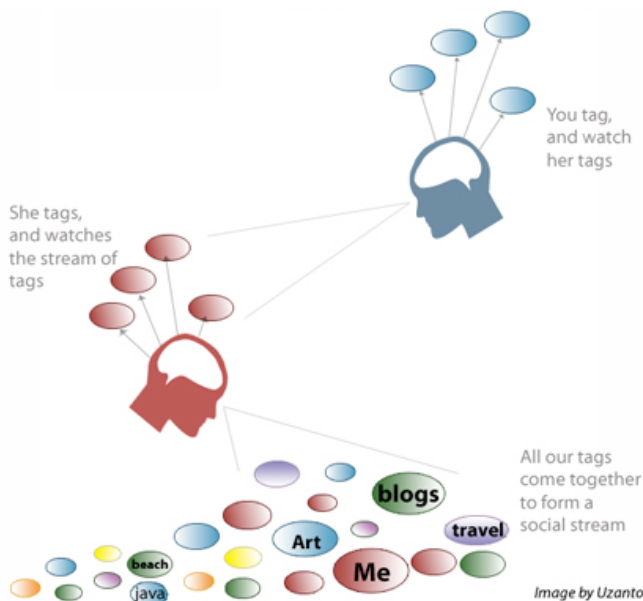 You tag,
and watch
her tags
She tags,
and watches
the stream of
tags
All our tags
come together
to form a
social stream
blogs
travel
Art
Me
beach
java
Image by Uzanto